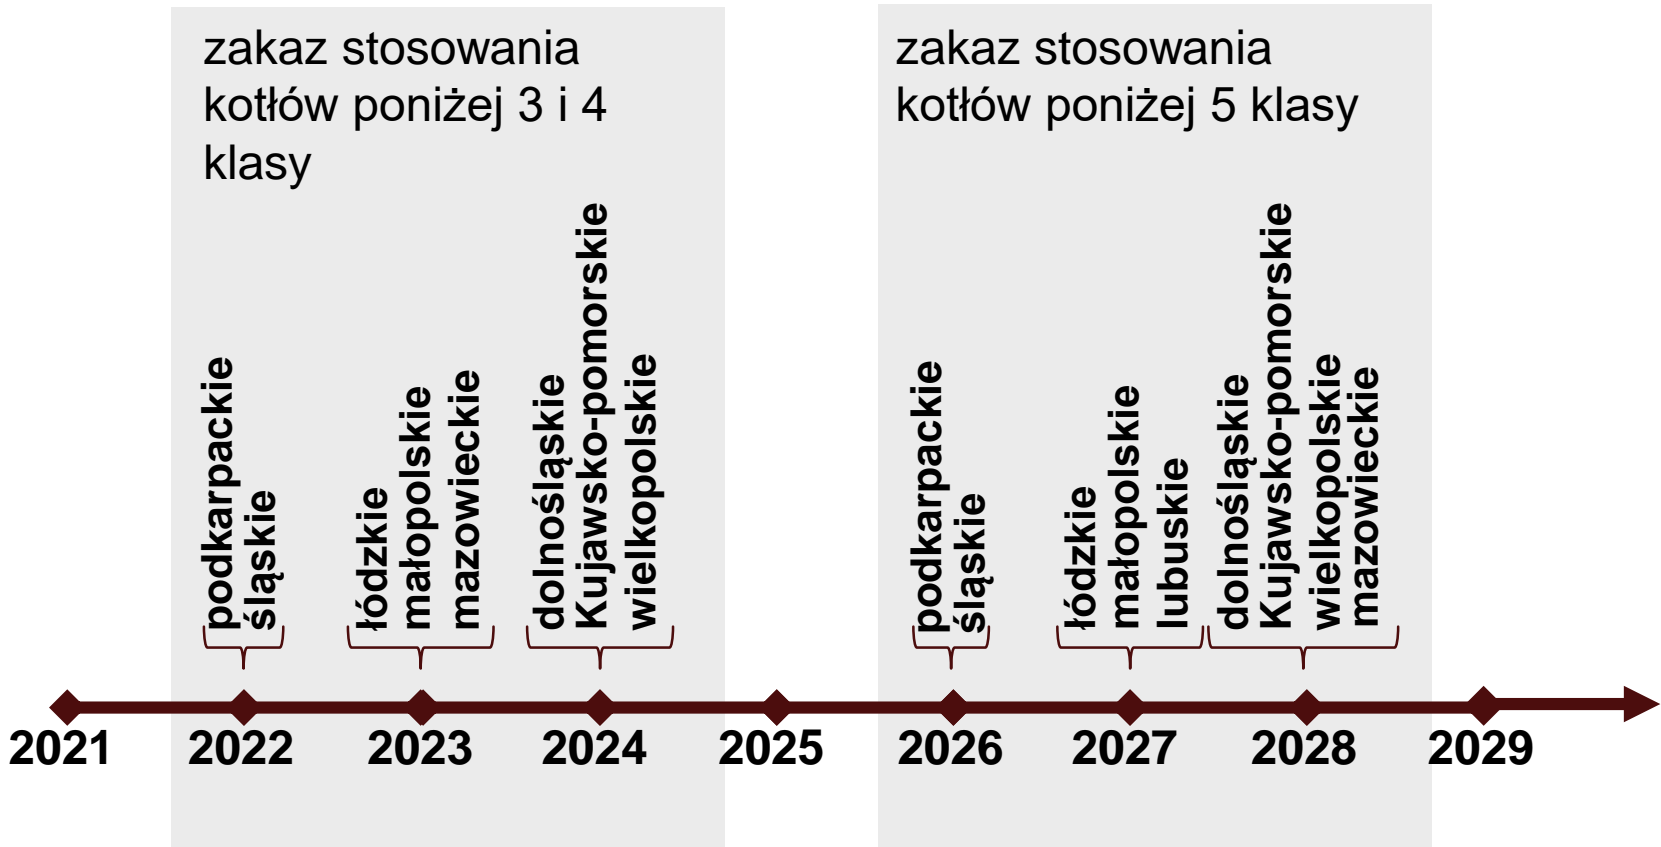 zakaz stosowania
kotłów poniżej 3 i 4
klasy
zakaz stosowania
kotłów poniżej 5 klasy
podkarpackie
śląskie
łódzkie
małopolskie
mazowieckie
dolnośląskie
Kujawsko-pomorskie
wielkopolskie
podkarpackie
śląskie
łódzkie
małopolskie
lubuskie
dolnośląskie
Kujawsko-pomorskie
wielkopolskie
mazowieckie
2021
2022
2023
2024
2025
2026
2027
2028
2029